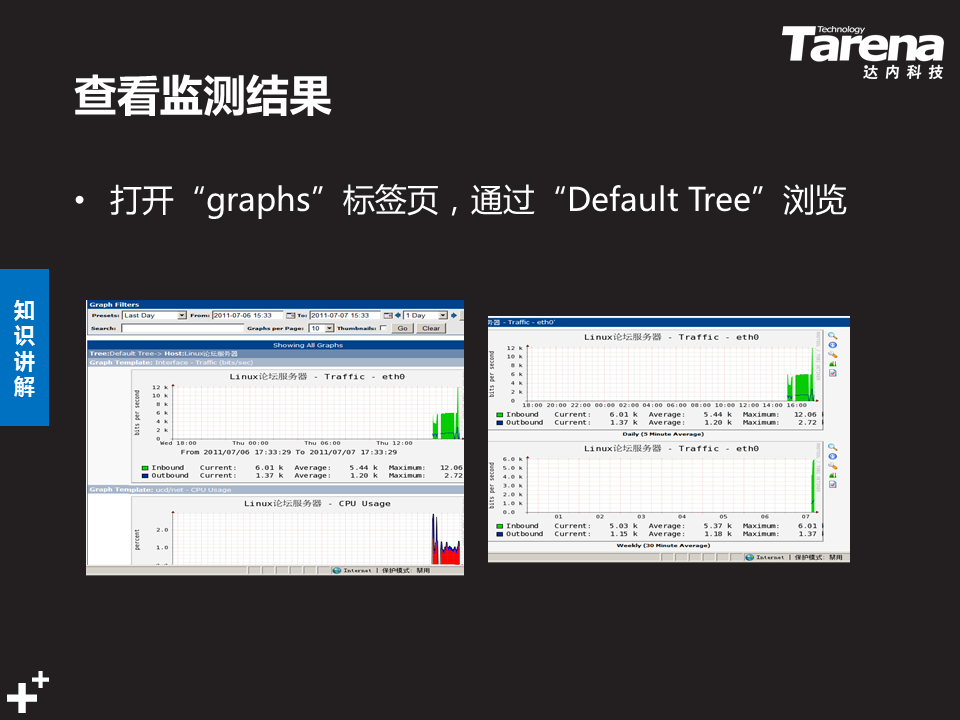 Technology
Tarena
达内科技
查看监测结果
• 打开“graphs”标签页，通过“Default Tree”浏览
知识讲解
Graph Filters
Presets: Last Day From: 2011-07-06 15:33 To: 2011-07-07 15:33 1 Day
Search: Graphs per Page: 10 Thumbnails: Go Clear
Showing All Graphs
Tree:Default Tree-> Host:Linux论坛服务器
Graph Template: Interface - Traffic (bits/sec)
Linux论坛服务器 - Traffic - eth0
bits per second
12 k
10 k
8 k
6 k
4 k
2 k
0
Wed 18:00 Thu 00:00 Thu 06:00 Thu 12:00
From 2011/07/06 17:33:29 To 2011/07/07 17:33:29
Inbound Current: 6.01 k Average: 5.44 k Maximum: 12.06
Outbound Current: 1.37 k Average: 1.20 k Maximum: 2.72
Graph Template: ucd/net - CPU Usage
Linux论坛服务器 - CPU Usage
percent
2.0
1.0
Internet | 保护模式: 禁用
务器 - Traffic - eth0'
Linux论坛服务器 - Traffic - eth0
bits per second
12 k
10 k
8 k
6 k
4 k
2 k
0
18:00 20:00 22:00 00:00 02:00 04:00 06:00 08:00 10:00 12:00 14:00 16:00
Inbound Current: 6.01 k Average: 5.44 k Maximum: 12.06
Outbound Current: 1.37 k Average: 1.20 k Maximum: 2.72
Daily (5 Minute Average)
Linux论坛服务器 - Traffic - eth0
bits per second
6.0 k
5.0 k
4.0 k
3.0 k
2.0 k
1.0 k
0.0
01 02 03 04 05 06 07
Inbound Current: 5.03 k Average: 5.37 k Maximum: 6.01
Outbound Current: 1.15 k Average: 1.18 k Maximum: 1.37
Weekly (30 Minute Average)
Internet | 保护模式: 禁用